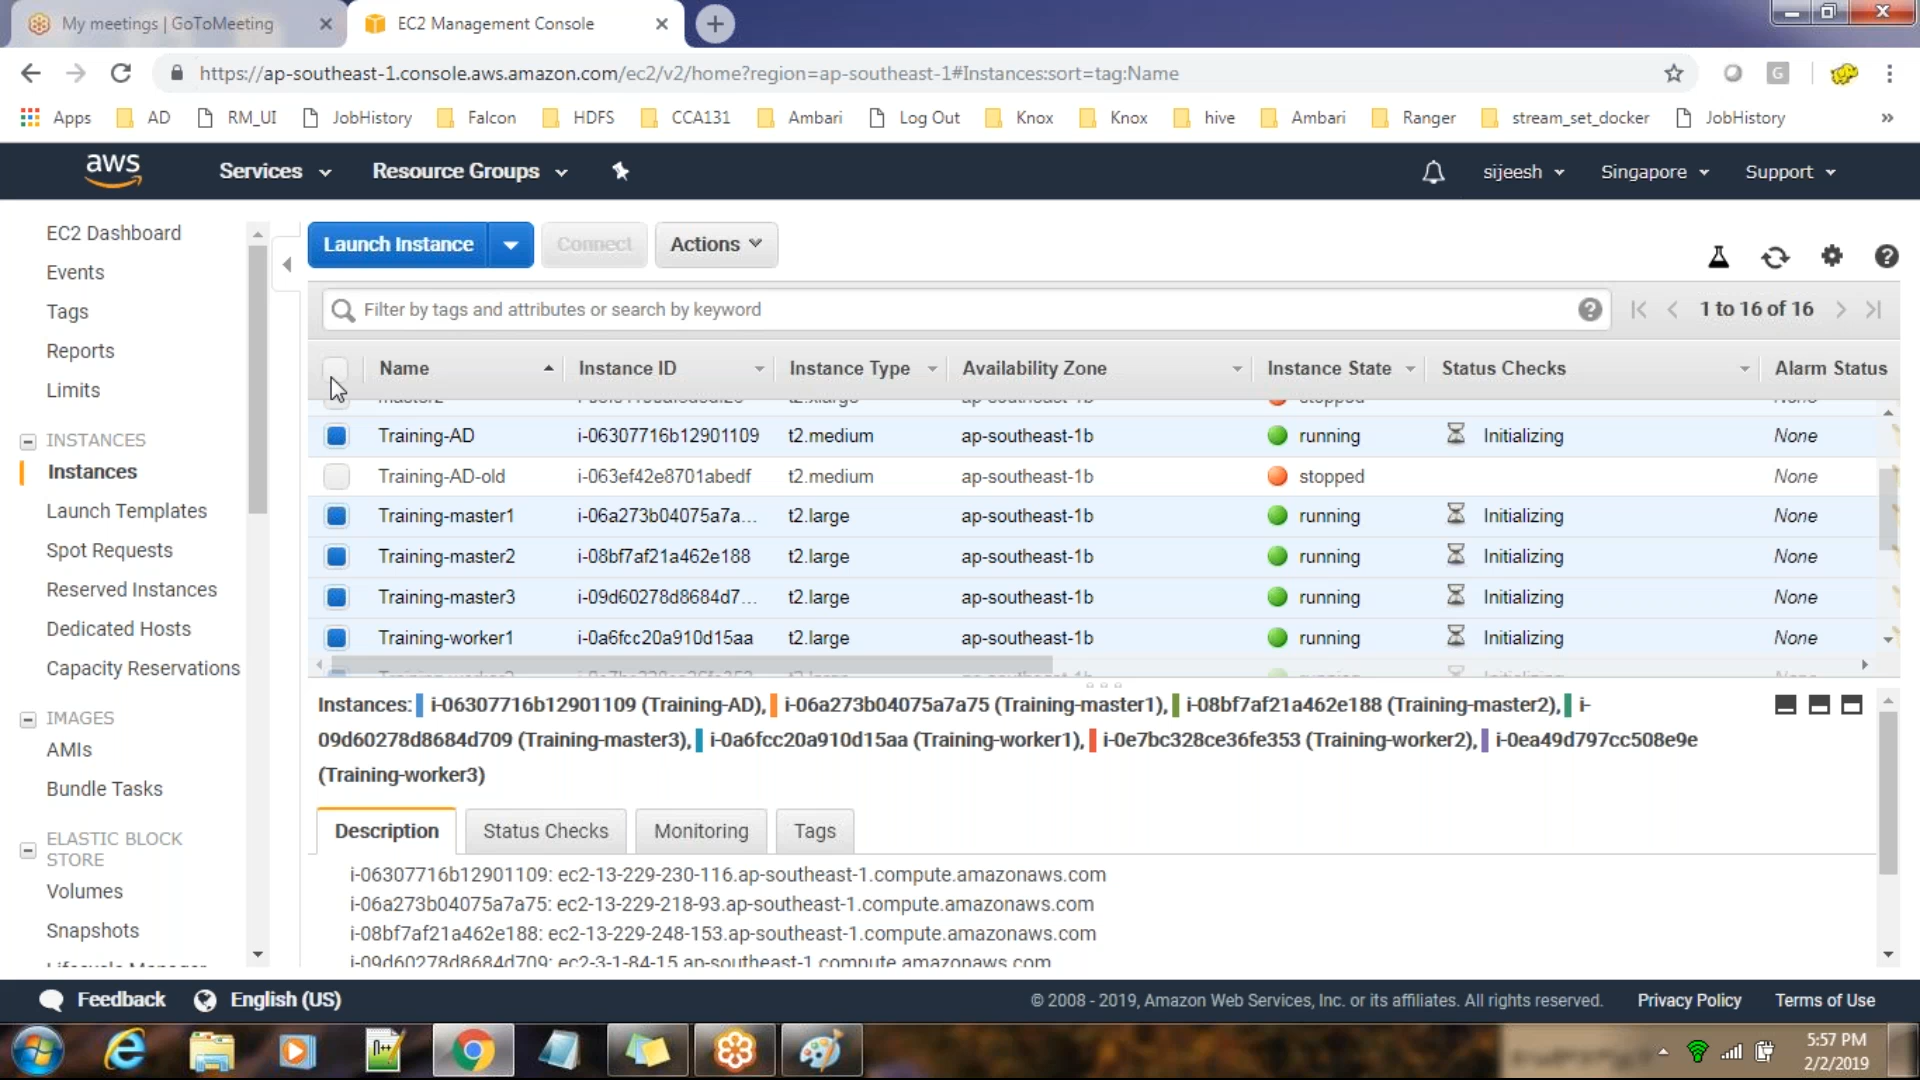 My meetings | GoToMeeting
EC2 Management Console
https://ap-southeast-1.console.aws.amazon.com/ec2/v2/home?region=ap-southeast-1#Instances:sort=tag:Name
Apps AD RM_UI JobHistory Falcon HDFS CCA131 Ambari Log Out Knox Knox hive Ambari Ranger stream_set_docker JobHistory »
aws Services Resource Groups sijeesh Singapore Support
EC2 Dashboard
Events
Tags
Reports
Limits
INSTANCES
Instances
Launch Templates
Spot Requests
Reserved Instances
Dedicated Hosts
Capacity Reservations
IMAGES
AMIs
Bundle Tasks
ELASTIC BLOCK
STORE
Volumes
Snapshots
Launch Instance Connect Actions
Filter by tags and attributes or search by keyword 1 to 16 of 16
Name Instance ID Instance Type Availability Zone Instance State Status Checks Alarm Status
Training-AD i-06307716b12901109 t2.medium ap-southeast-1b running Initializing None
Training-AD-old i-063ef42e8701abedf t2.medium ap-southeast-1b stopped None
Training-master1 i-06a273b04075a7a... t2.large ap-southeast-1b running Initializing None
Training-master2 i-08bf7af21a462e188 t2.large ap-southeast-1b running Initializing None
Training-master3 i-09d60278d8684d7... t2.large ap-southeast-1b running Initializing None
Training-worker1 i-0a6fcc20a910d15aa t2.large ap-southeast-1b running Initializing None
Instances: i-06307716b12901109 (Training-AD), i-06a273b04075a7a75 (Training-master1), i-08bf7af21a462e188 (Training-master2), i-
09d60278d8684d709 (Training-master3), i-0a6fcc20a910d15aa (Training-worker1), i-0e7bc328ce36fe353 (Training-worker2), i-0ea49d797cc508e9e
(Training-worker3)
Description Status Checks Monitoring Tags
i-06307716b12901109: ec2-13-229-230-116.ap-southeast-1.compute.amazonaws.com
i-06a273b04075a7a75: ec2-13-229-218-93.ap-southeast-1.compute.amazonaws.com
i-08bf7af21a462e188: ec2-13-229-248-153.ap-southeast-1.compute.amazonaws.com
i-09d60278d8684d709: ec2-3-1-84-15.ap-southeast-1.compute.amazonaws.com
Feedback English (US) © 2008 - 2019, Amazon Web Services, Inc. or its affiliates. All rights reserved. Privacy Policy Terms of Use
5:57 PM
2/2/2019